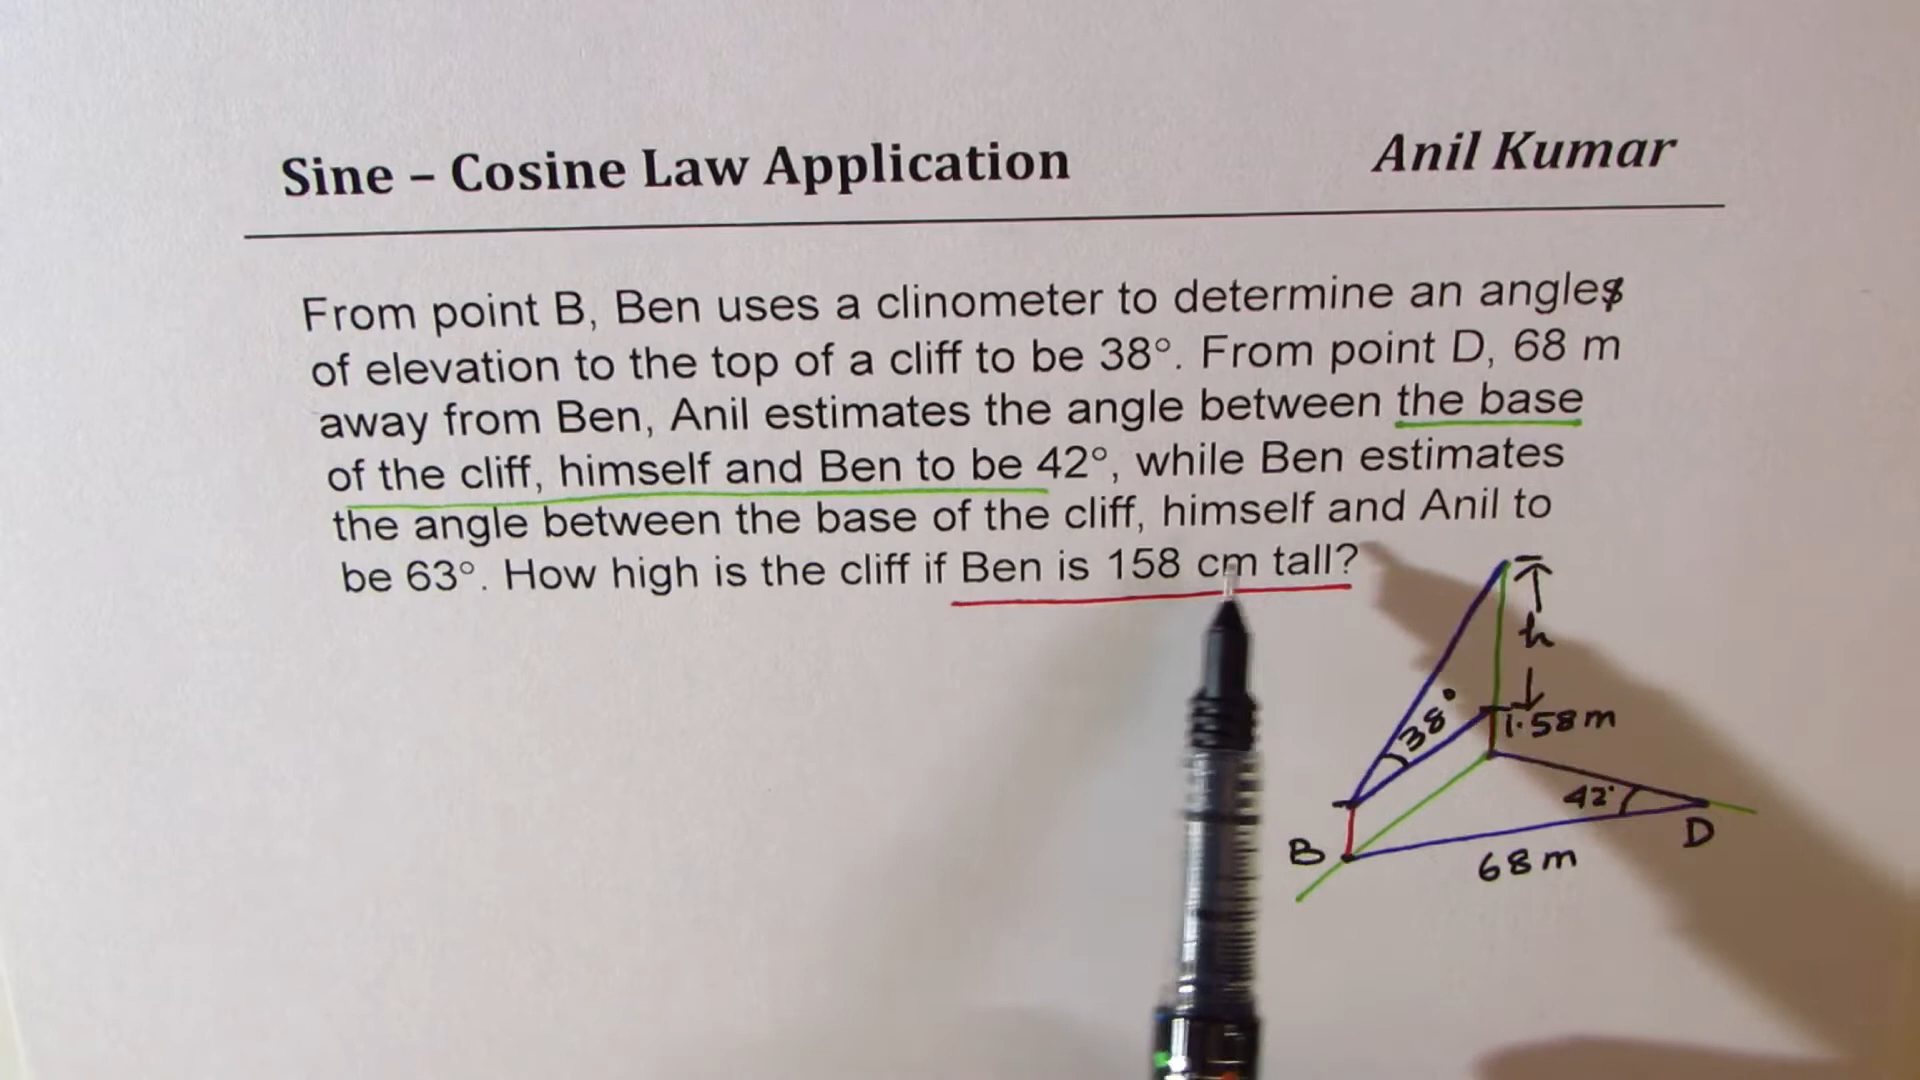 Sine – Cosine Law Application Anil Kumar
From point B, Ben uses a clinometer to determine an angles
of elevation to the top of a cliff to be 38°. From point D, 68 m
away from Ben, Anil estimates the angle between the base
of the cliff, himself and Ben to be 42°, while Ben estimates
the angle between the base of the cliff, himself and Anil to
be 63°. How high is the cliff if Ben is 158 cm tall?
h
38°
1.58 m
42°
B
D
68 m